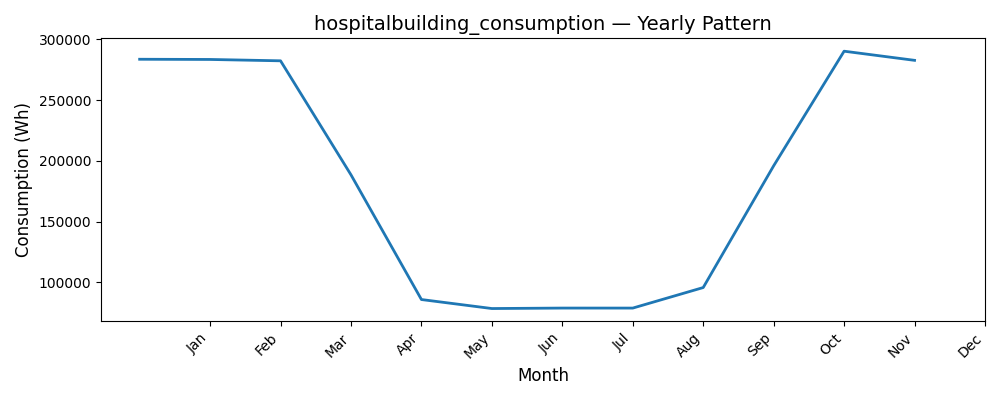 hospitalbuilding_consumption — Yearly Pattern
300000
250000
200000
150000
100000
Consumption (Wh)
Jan
Feb
Mar
Apr
May
Jun
Jul
Aug
Sep
Oct
Nov
Dec
Month